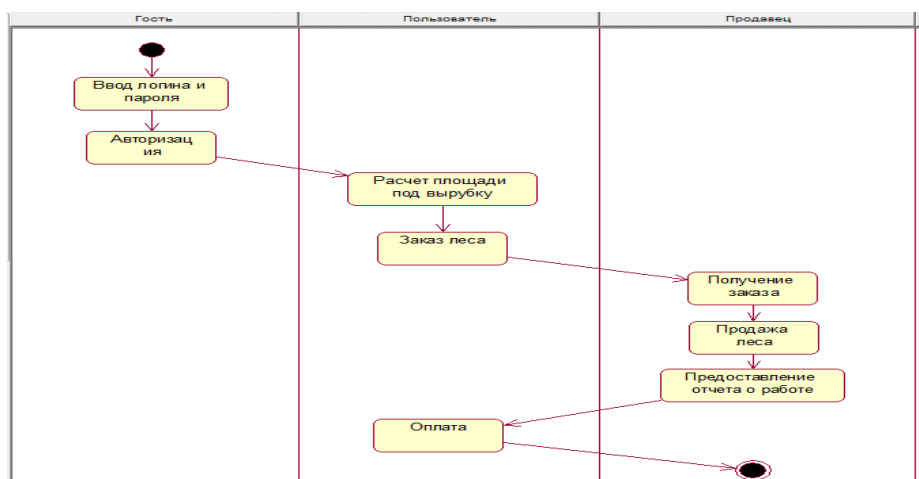 Гость
Пользователь
Продавец
Ввод логина и
пароля
Авторизац
ия
Расчет площади
под вырубку
Заказ леса
Получение
заказа
Продажа
леса
Предоставление
отчета о работе
Оплата